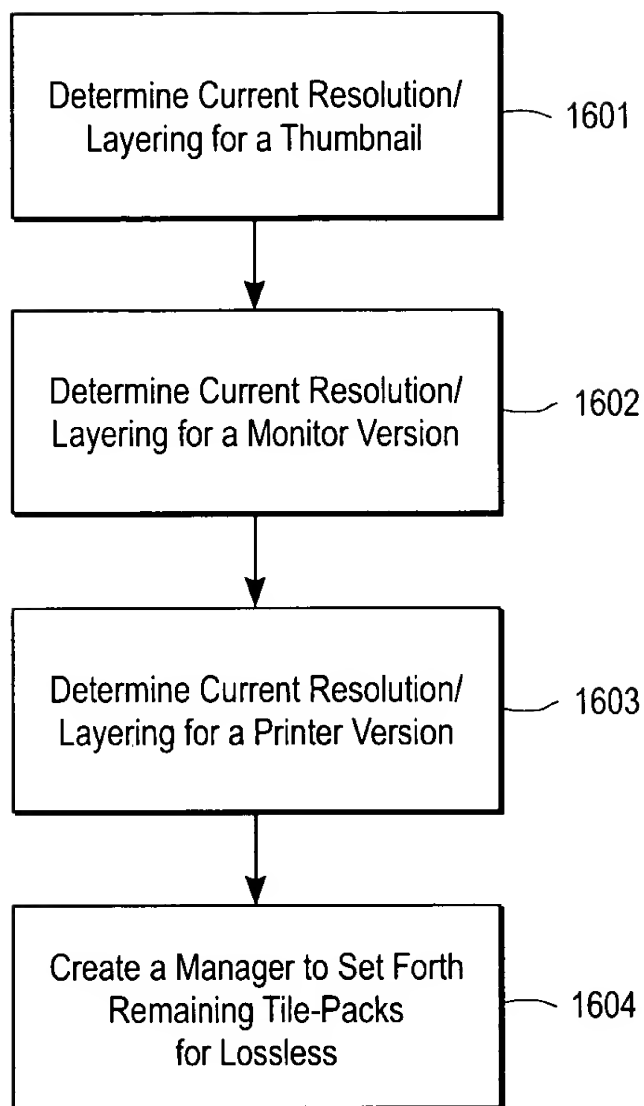 Determine Current Resolution/
Layering for a Thumbnail
1601
Determine Current Resolution/
Layering for a Monitor Version
1602
Determine Current Resolution/
Layering for a Printer Version
1603
Create a Manager to Set Forth
Remaining Tile-Packs
for Lossless
1604